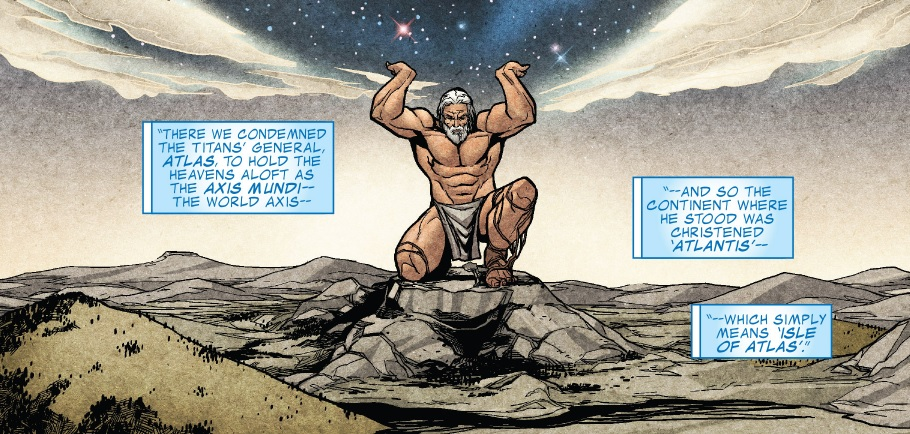 "THERE WE CONDEMNED
THE TITANS' GENERAL,
ATLAS, TO HOLD THE
HEAVENS ALOFT AS
THE AXIS MUNDI--
THE WORLD AXIS--
"--AND SO THE
CONTINENT WHERE
HE STOOD WAS
CHRISTENED
'ATLANTIS'--
"--WHICH SIMPLY
MEANS 'ISLE
OF ATLAS'."